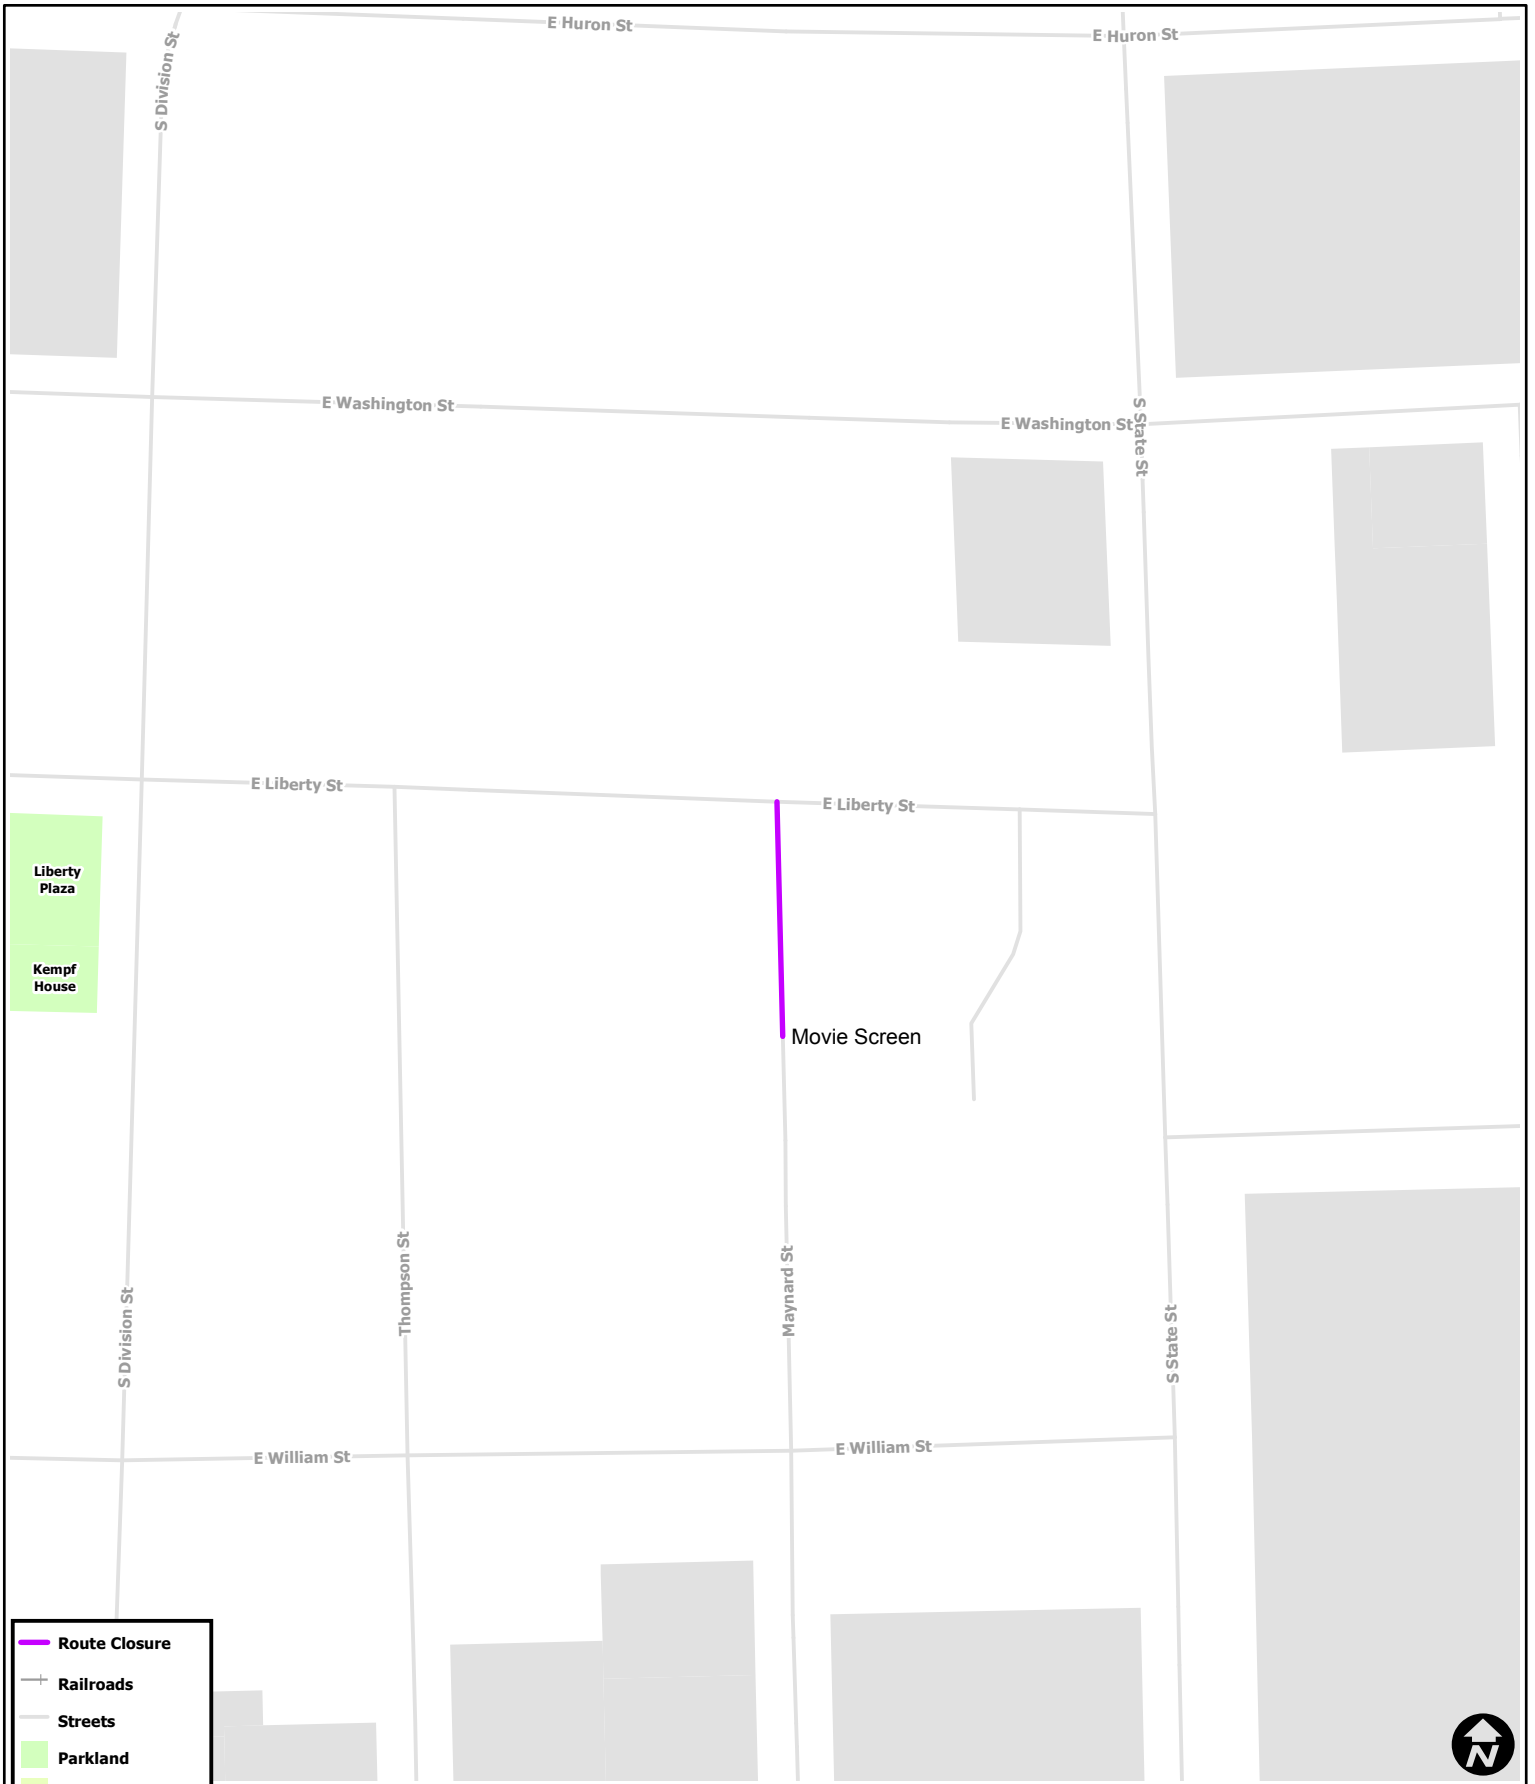 E Huron St
E Huron St
S Division St
E Washington St
E Washington St
S State St
E Liberty St
E Liberty St
Liberty
Plaza
Kempf
House
Movie Screen
Thompson St
Maynard St
S Division St
S State St
E William St
E William St
Route Closure
Railroads
Streets
Parkland
N